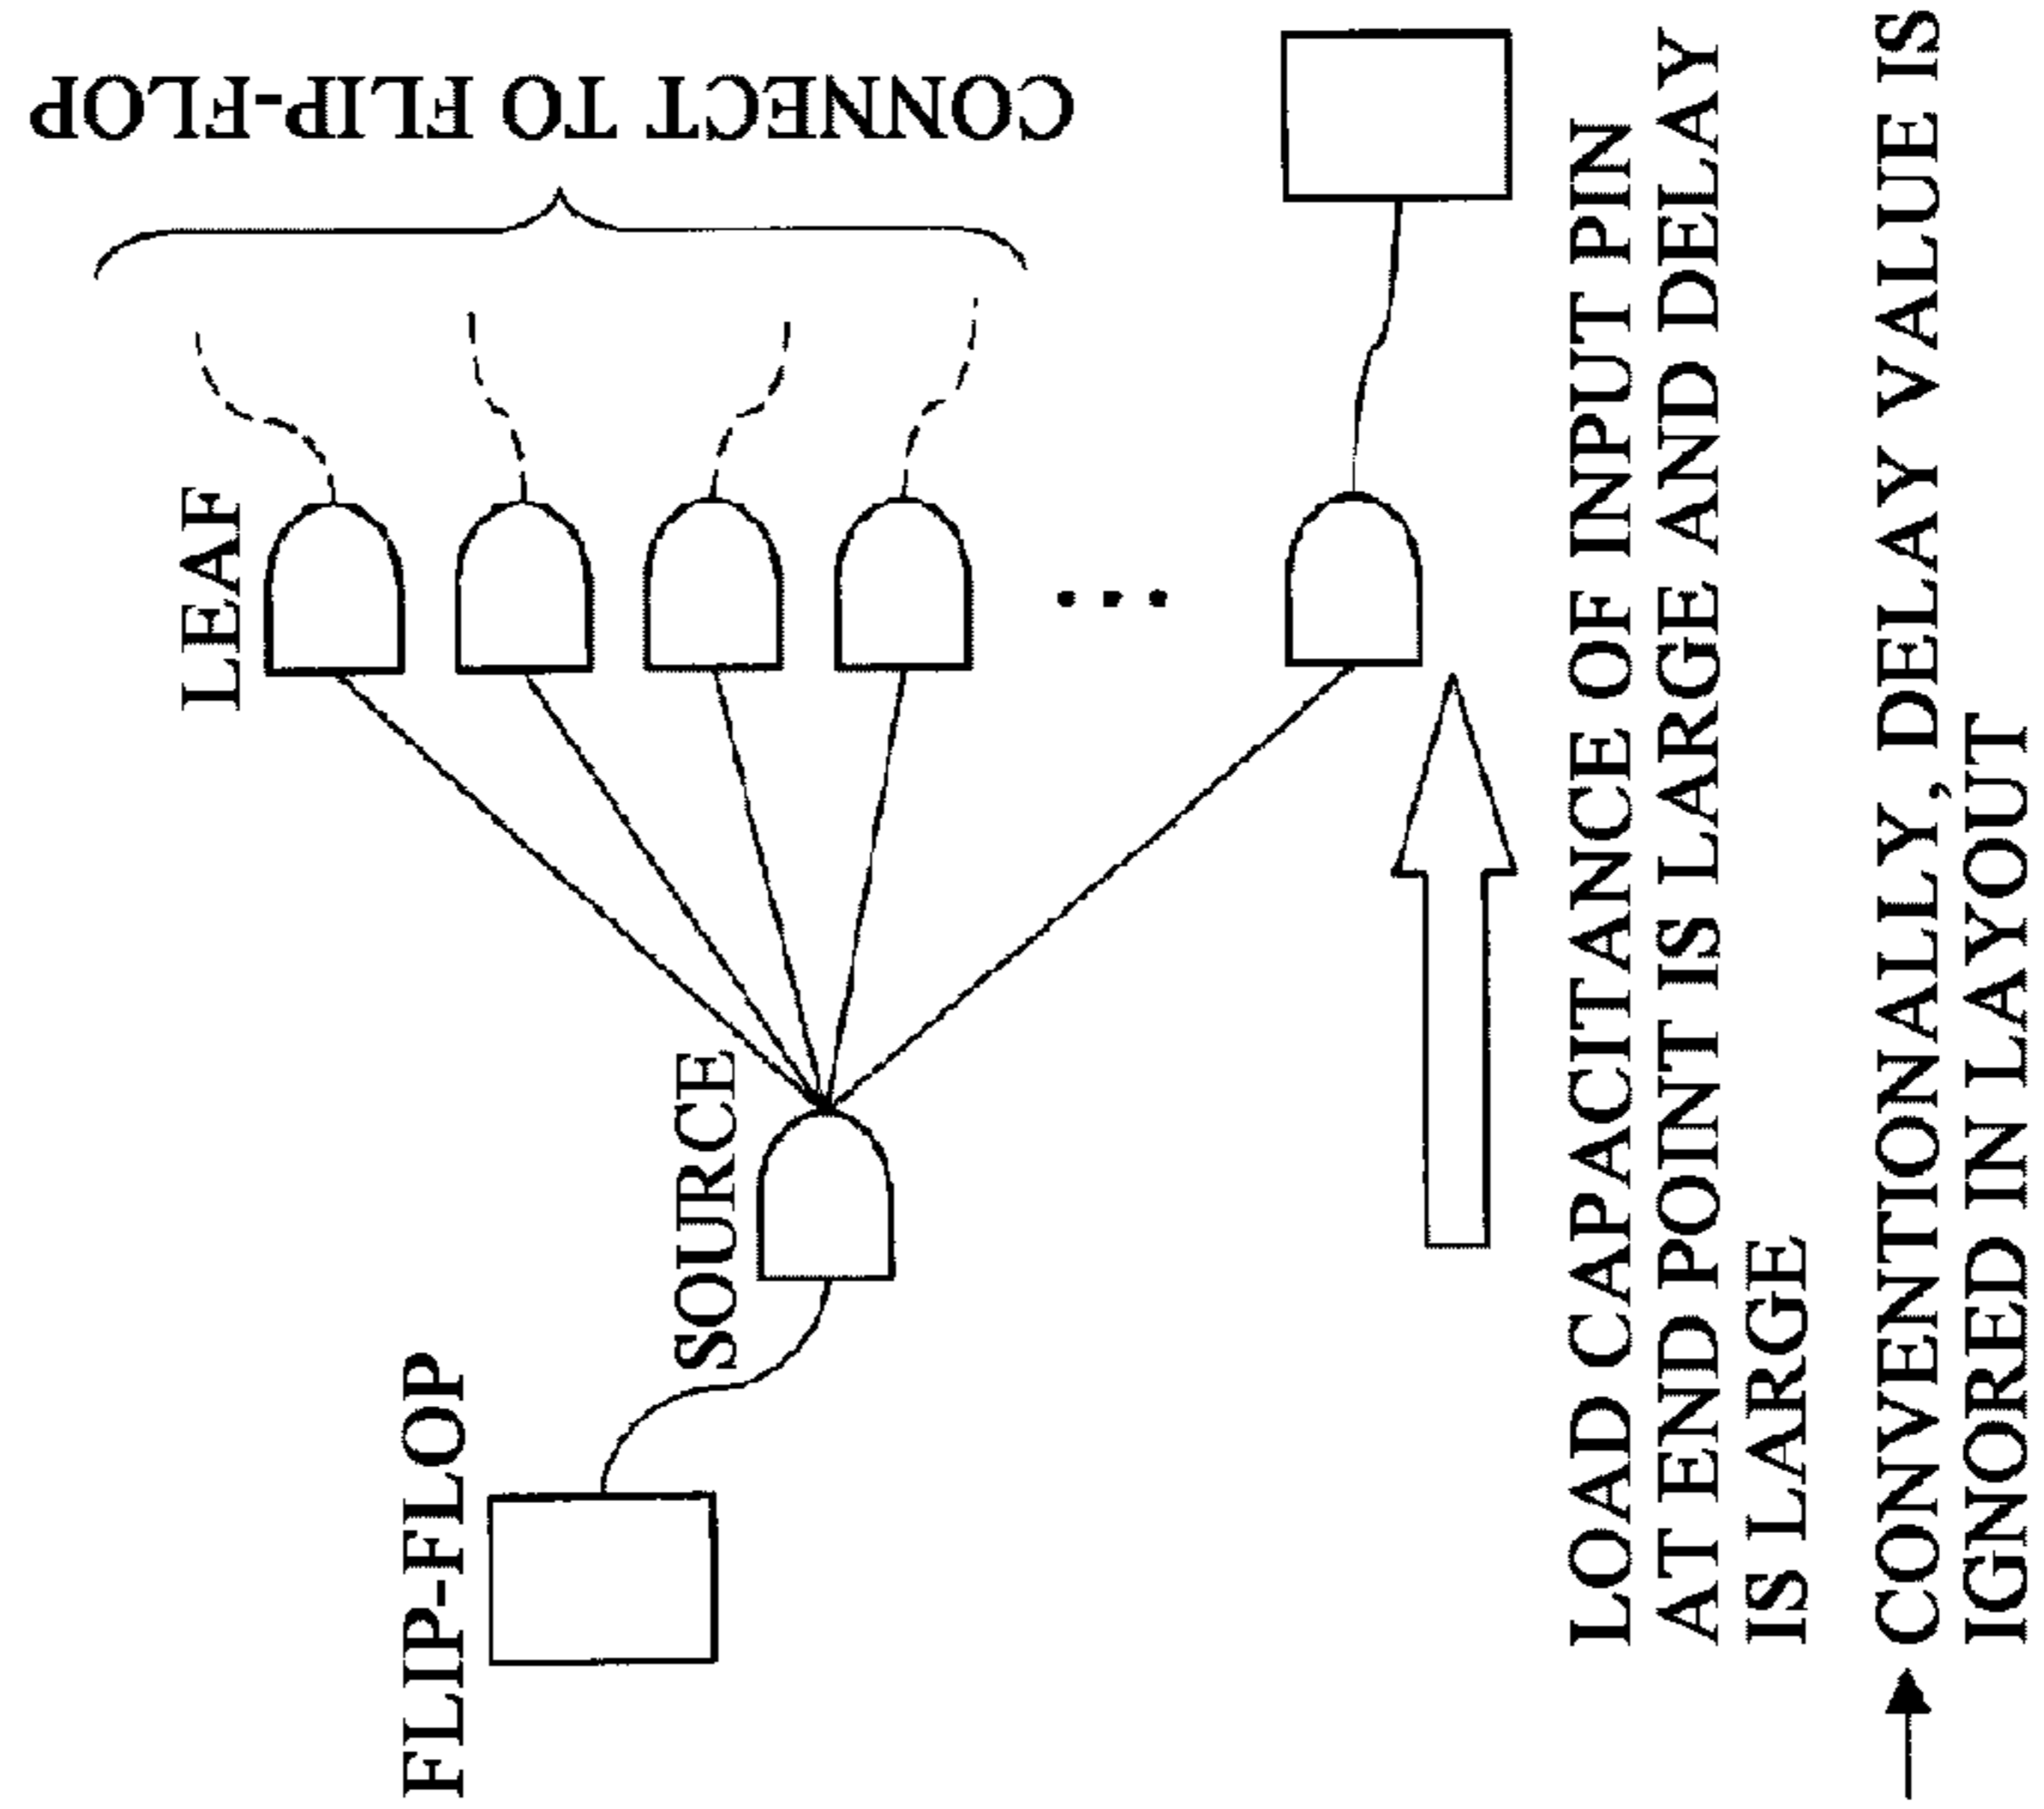 FLIP-FLOP
SOURCE
LEAF
CONNECT TO FLIP-FLOP
LOAD CAPACITANCE OF INPUT PIN
AT END POINT IS LARGE AND DELAY
IS LARGE
→ CONVENTIONALLY, DELAY VALUE IS
IGNORED IN LAYOUT